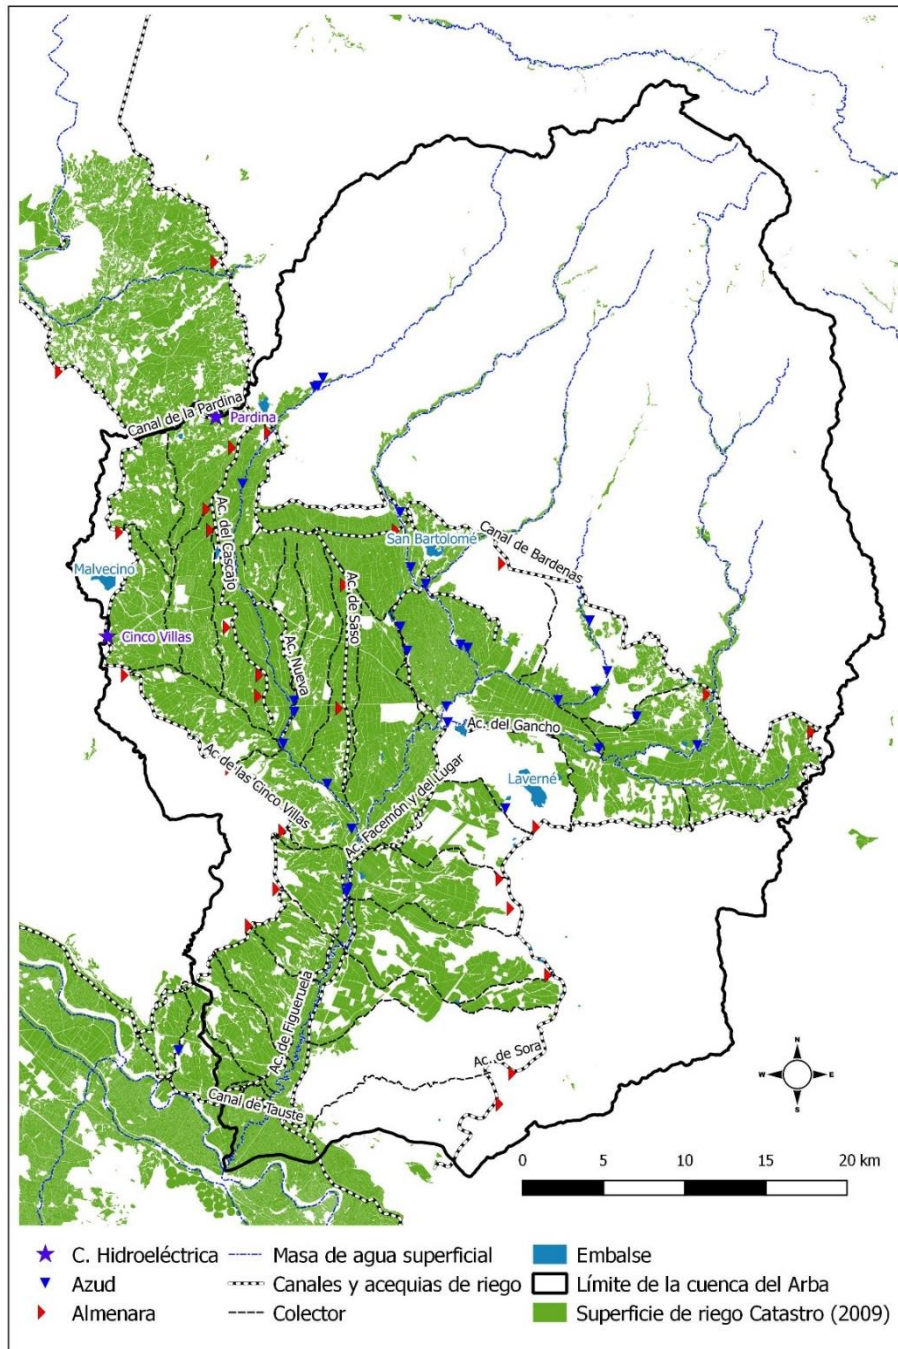 Canal de la Pardina
Pardina
Ac. del Cascajo
San Bartolomé
Canal de Bardenas
Malvecino
Ac. de Saso
Cinco Villas
Ac. Nueva
Ac. del Gancho
Ac. de las Cinco Villas
Ac. Facemón y del Lugar
Laverné
Ac. de Figueruela
Ac. de Sora
Canal de Tauste
N
W E
S
0 5 10 15 20 km
C. Hidroeléctrica
Masa de agua superficial
Embalse
Azud
Canales y acequias de riego
Límite de la cuenca del Arba
Almenara
Colector
Superficie de riego Catastro (2009)